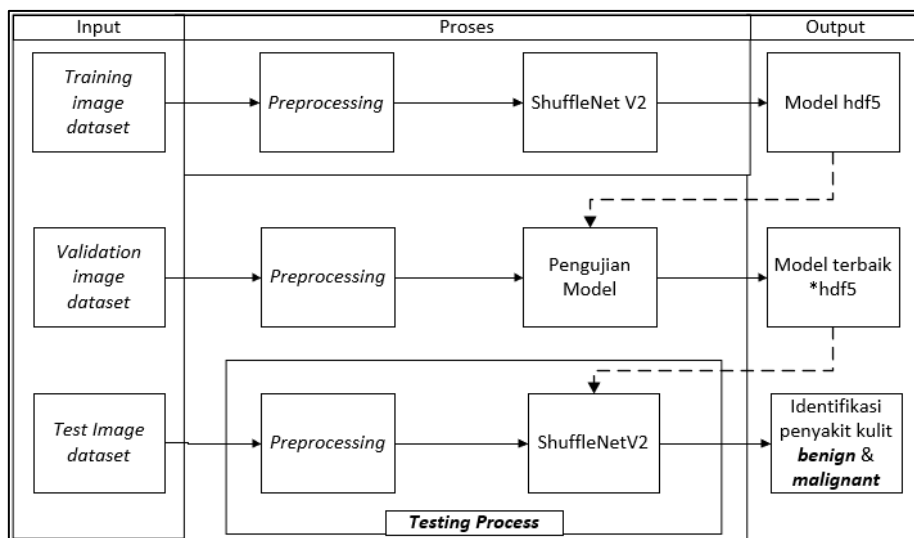 Input
Proses
Output
Training
image
dataset
Preprocessing
ShuffleNet V2
Model hdf5
Validation
image
dataset
Preprocessing
Pengujian
Model
Model terbaik
*hdf5
Test Image
dataset
Preprocessing
ShuffleNetV2
Identifikasi
penyakit kulit
benign &
malignant
Testing Process